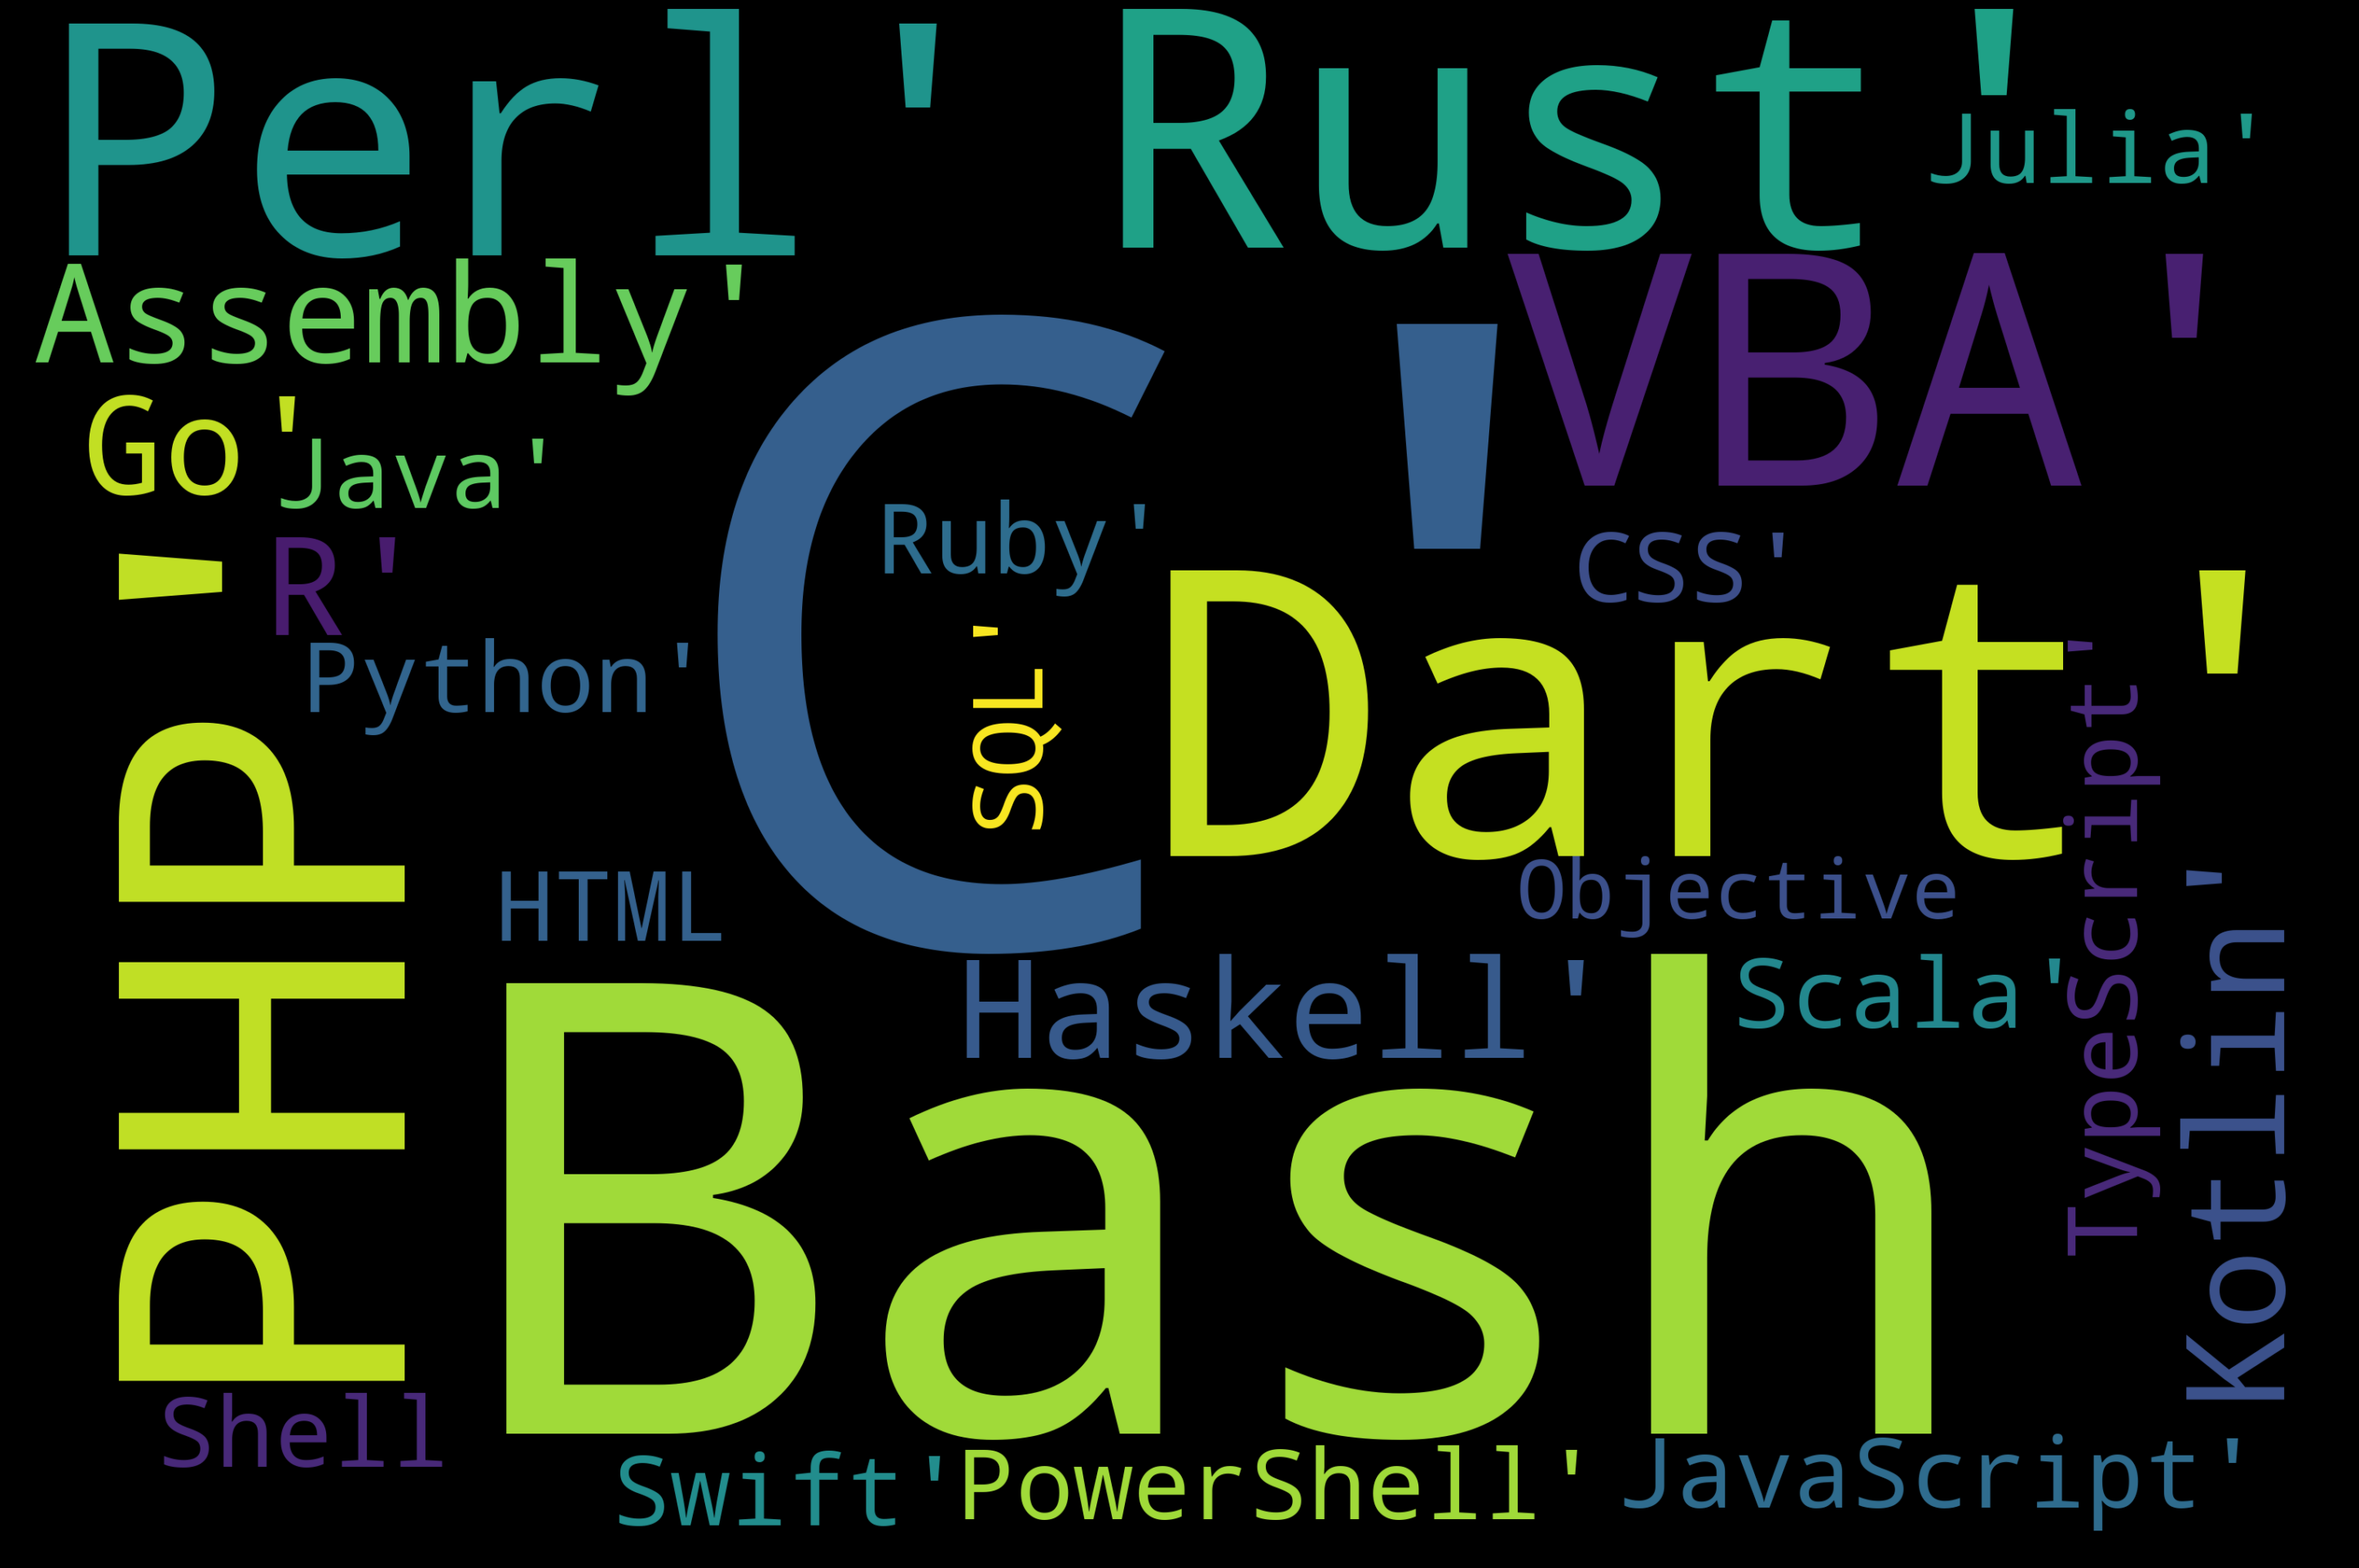 Perl'
Rust'
Julia'
Assembly'
VBA'
Go'
Java'
C'
Ruby'
CSS'
R'
Python'
SQL'
Dart'
PHP'
HTML
Objective
TypeScript'
Haskell'
Scala'
Kotlin'
Bash
Shell
Swift'
PowerShell'
JavaScript'